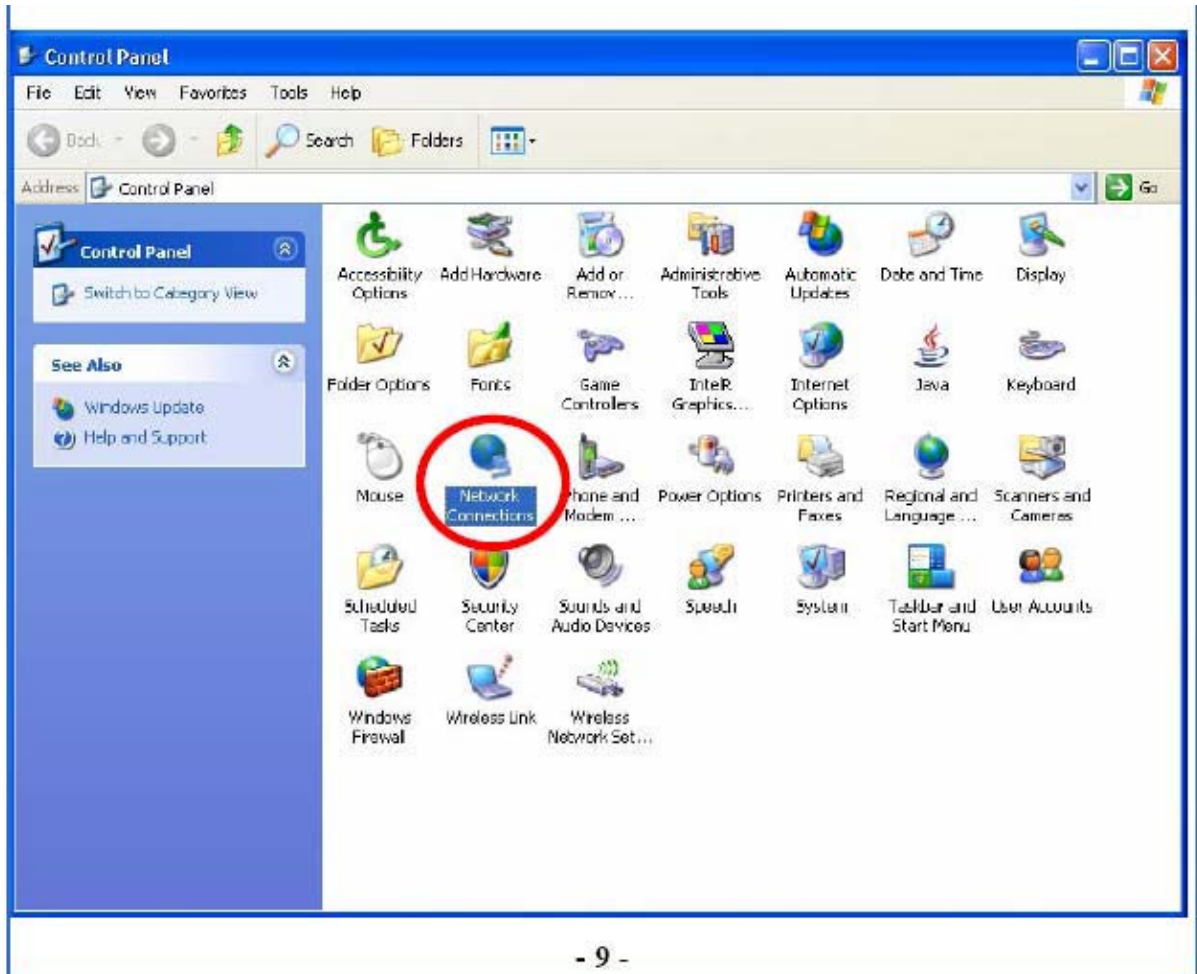 Control Panel
File Edit View Favorites Tools Help
Back Search Folders
Address Control Panel Go
Control Panel
Switch to Category View
See Also
Windows Update
Help and Support
Accessibility Options
Add Hardware
Add or Remov...
Administrative Tools
Automatic Updates
Date and Time
Display
Folder Options
Fonts
Game Controllers
IntelR Graphics...
Internet Options
Java
Keyboard
Mouse
Network Connections
Phone and Modem ...
Power Options
Printers and Faxes
Regional and Language ...
Scanners and Cameras
Scheduled Tasks
Security Center
Sounds and Audio Devices
Speech
System
Taskbar and Start Menu
User Accounts
Windows Firewall
Wireless Link
Wireless Network Set...
- 9 -